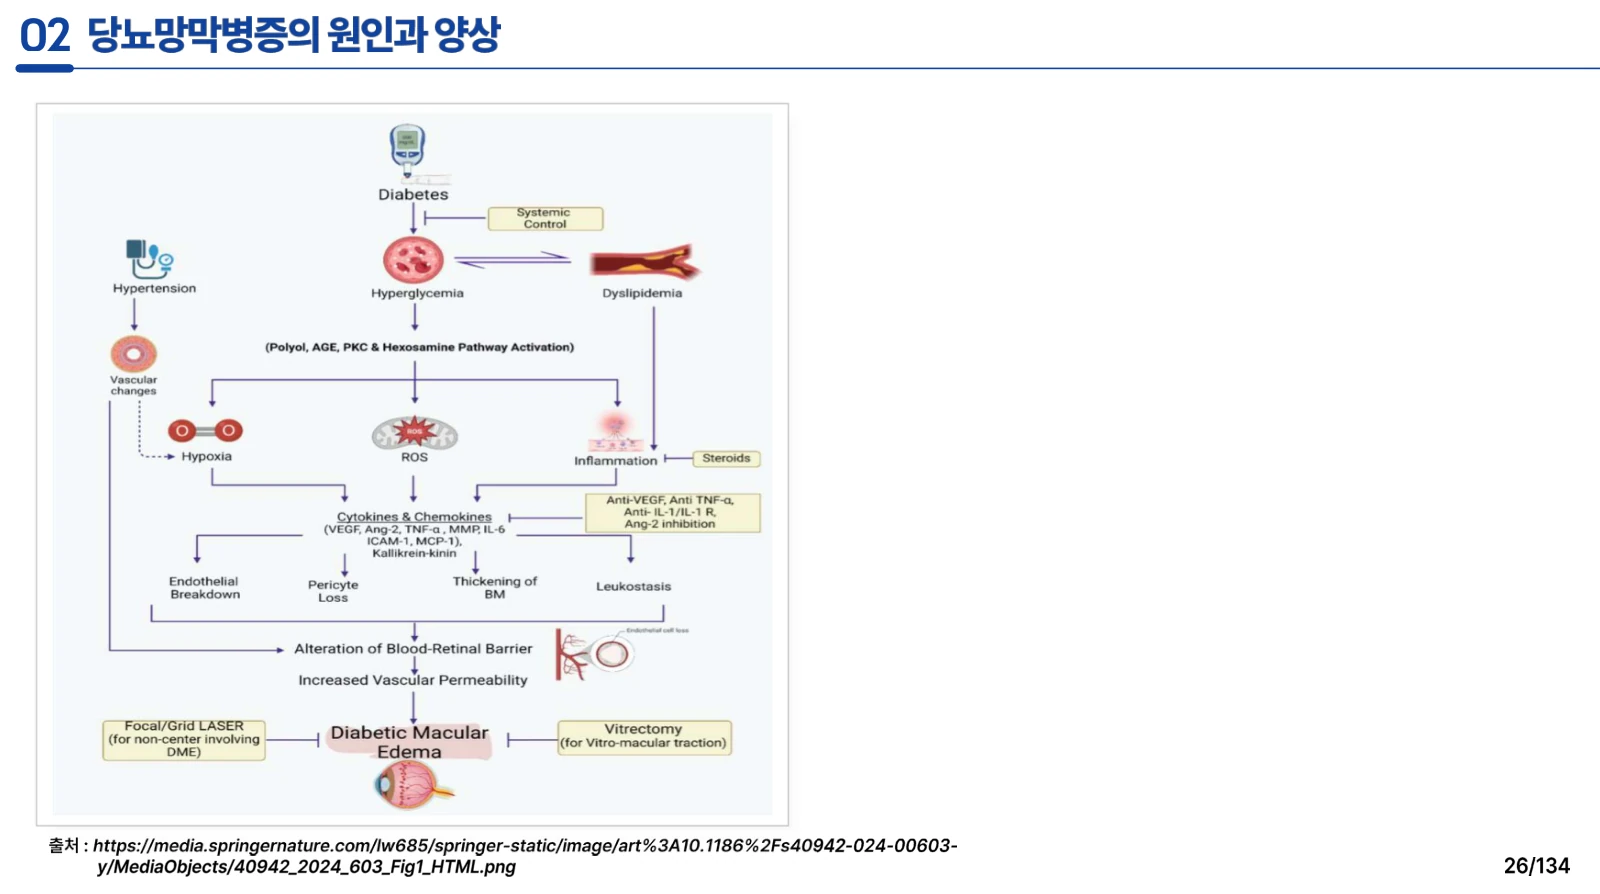 02 당뇨망막병증의 원인과 양상
Diabetes
Systemic
Control
Hypertension
Hyperglycemia
Dyslipidemia
(Polyol, AGE, PKC & Hexosamine Pathway Activation)
Vascular
changes
O O
ROS
Hypoxia
ROS
Inflammation
Steroids
Cytokines & Chemokines
(VEGF, Ang-2, TNF-α , MMP, IL-6
ICAM-1, MCP-1),
Kallikrein-kinin
Anti-VEGF, Anti TNF-α,
Anti- IL-1/IL-1 R,
Ang-2 inhibition
Endothelial
Breakdown
Pericyte
Loss
Thickening of
BM
Leukostasis
Endothelial cell loss
Alteration of Blood-Retinal Barrier
Increased Vascular Permeability
Focal/Grid LASER
(for non-center involving
DME)
Diabetic Macular
Edema
Vitrectomy
(for Vitro-macular traction)
출처 : https://media.springernature.com/lw685/springer-static/image/art%3A10.1186%2Fs40942-024-00603-
y/MediaObjects/40942_2024_603_Fig1_HTML.png
26/134